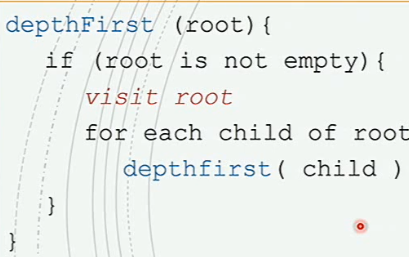 depthFirst (root){
if (root is not empty){
visit root
for each child of root
depthfirst( child )
}
}